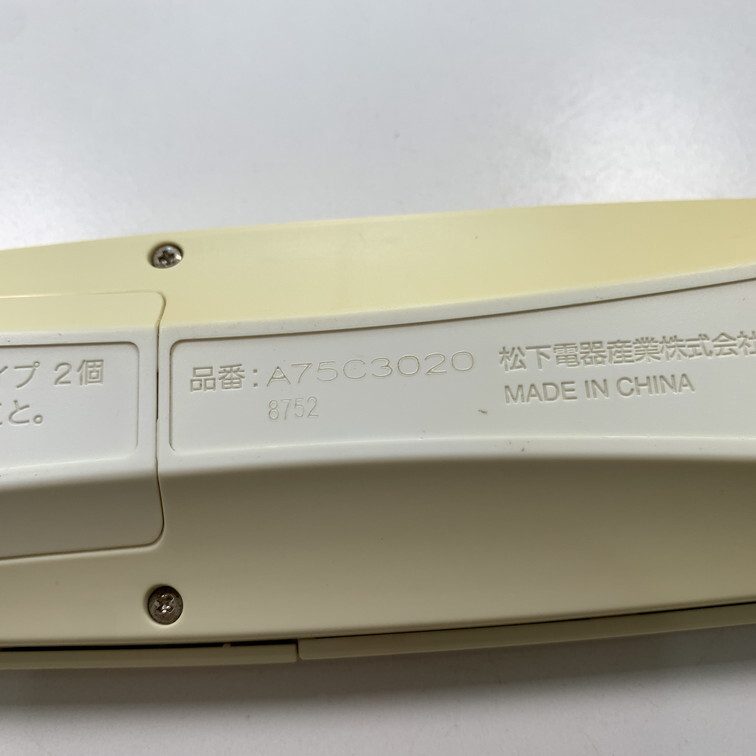 イプ 2個
こと。
品番: A75C3020
8752
松下電器産業株式会社
MADE IN CHINA